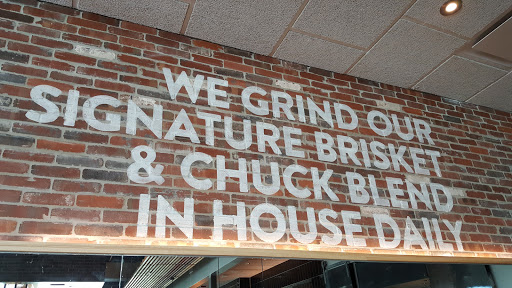 WE GRIND OUR
SIGNATURE BRISKET
& CHUCK BLEND
IN HOUSE DAILY